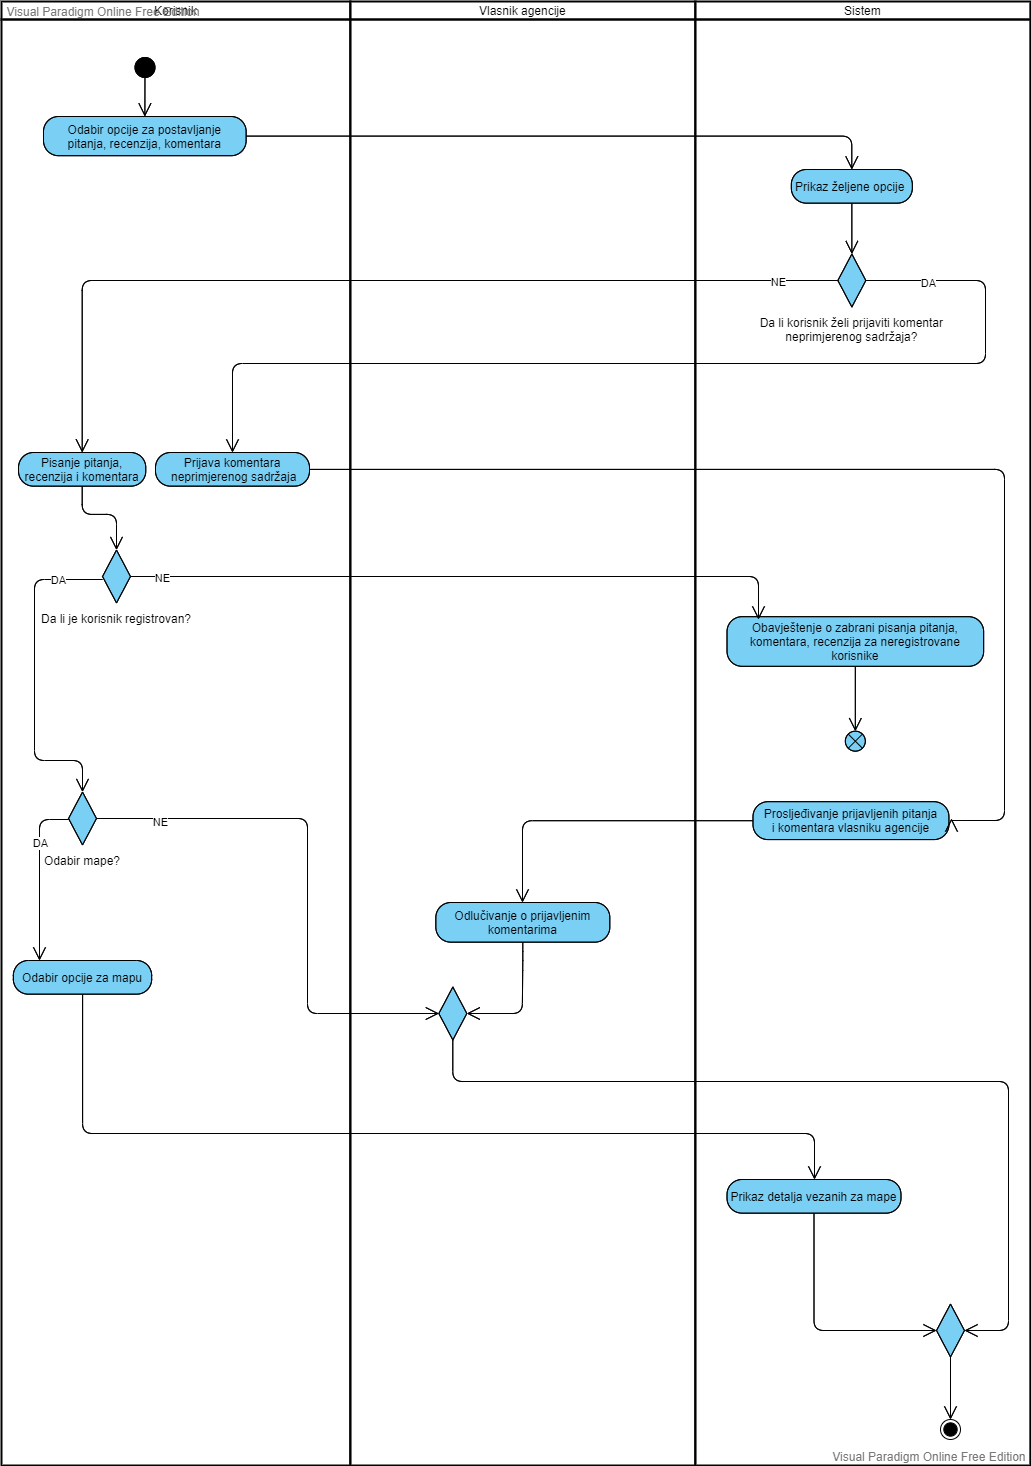 Visual Paradigm Online Free Edition
Korisnik
Vlasnik agencije
Sistem
Odabir opcije za postavljanje
pitanja, recenzija, komentara
Prikaz željene opcije
NE
DA
Da li korisnik želi prijaviti komentar
neprimjerenog sadržaja?
Pisanje pitanja,
recenzija i komentara
Prijava komentara
neprimjerenog sadržaja
DA
NE
Da li je korisnik registrovan?
Obavještenje o zabrani pisanja pitanja,
komentara, recenzija za neregistrovane
korisnike
Prosljeđivanje prijavljenih pitanja
i komentara vlasniku agencije
NE
DA
Odabir mape?
Odlučivanje o prijavljenim
komentarima
Odabir opcije za mapu
Prikaz detalja vezanih za mape
Visual Paradigm Online Free Edition